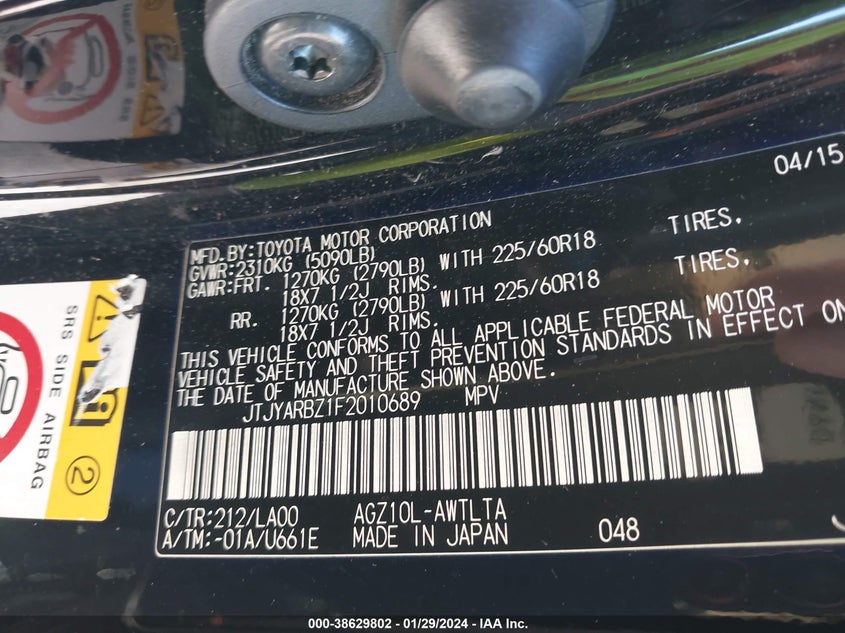 04/15
MFD.BY:TOYOTA MOTOR CORPORATION
GVWR:2310KG (5090LB)
GAWR:FRT. 1270KG (2790LB) WITH 225/60R18 TIRES.
18X7 1/2J RIMS.
RR. 1270KG (2790LB) WITH 225/60R18 TIRES.
18X7 1/2J RIMS.
THIS VEHICLE CONFORMS TO ALL APPLICABLE FEDERAL MOTOR
VEHICLE SAFETY AND THEFT PREVENTION STANDARDS IN EFFECT ON
THE DATE OF MANUFACTURE SHOWN ABOVE.
JTJYARBZ1F2010689 MPV
C/TR:212/LA00 AGZ10L-AWTLTA
A/TM:-01A/U661E MADE IN JAPAN 048
SRS SIDE AIRBAG
2
000-38629802 - 01/29/2024 - IAA Inc.